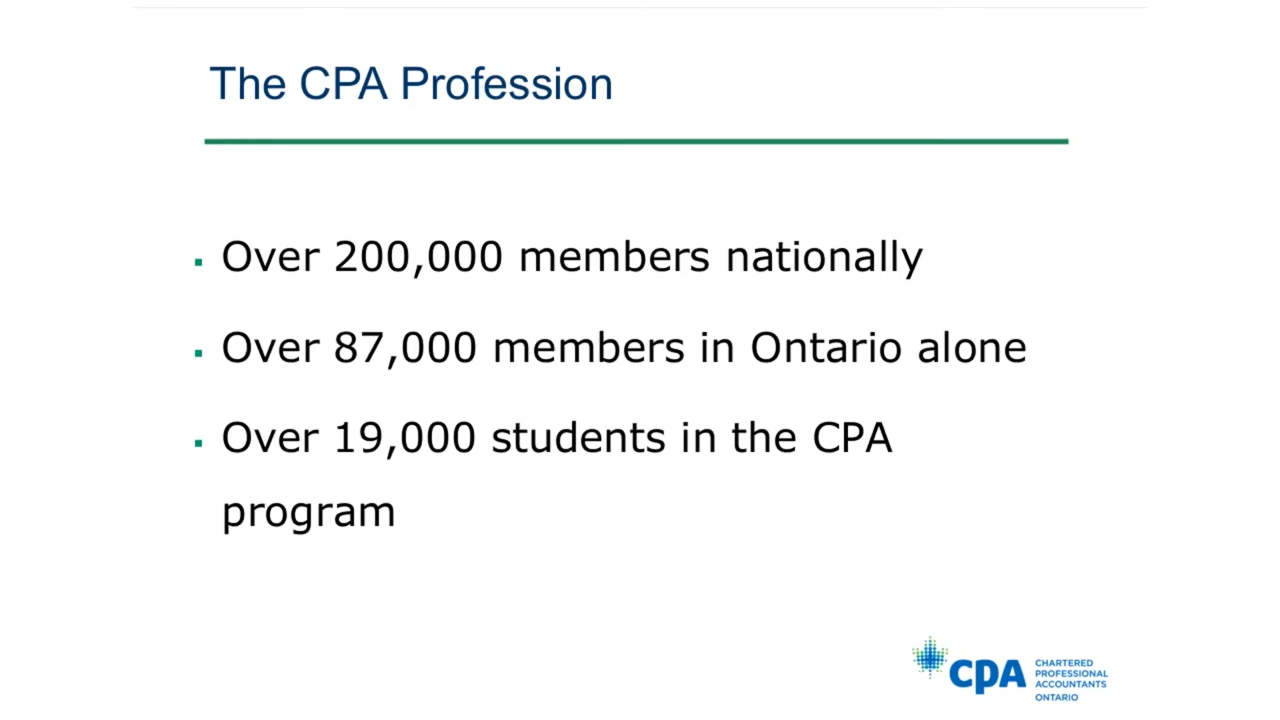 The CPA Profession
▪ Over 200,000 members nationally
▪ Over 87,000 members in Ontario alone
▪ Over 19,000 students in the CPA
program
cpa
CHARTERED
PROFESSIONAL
ACCOUNTANTS
ONTARIO